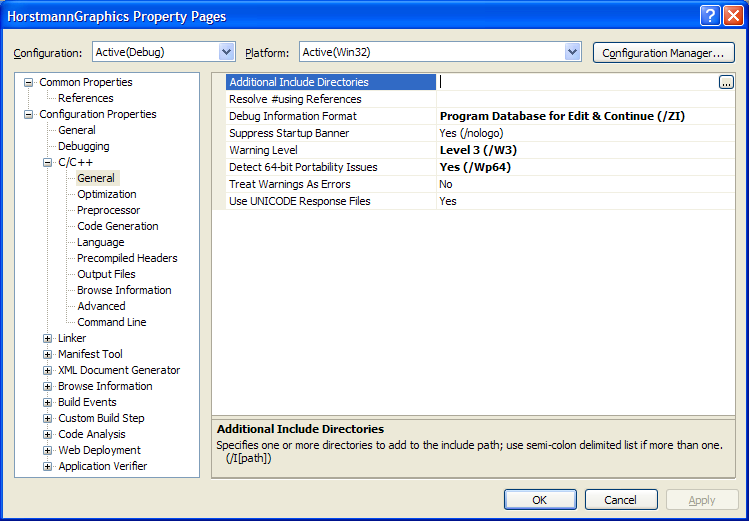 HorstmannGraphics Property Pages
Configuration: Active(Debug) Platform: Active(Win32) Configuration Manager...
Common Properties
References
Configuration Properties
General
Debugging
C/C++
General
Optimization
Preprocessor
Code Generation
Language
Precompiled Headers
Output Files
Browse Information
Advanced
Command Line
Linker
Manifest Tool
XML Document Generator
Browse Information
Build Events
Custom Build Step
Code Analysis
Web Deployment
Application Verifier
Additional Include Directories ...
Resolve #using References
Debug Information Format Program Database for Edit & Continue (/ZI)
Suppress Startup Banner Yes (/nologo)
Warning Level Level 3 (/W3)
Detect 64-bit Portability Issues Yes (/Wp64)
Treat Warnings As Errors No
Use UNICODE Response Files Yes
Additional Include Directories
Specifies one or more directories to add to the include path; use semi-colon delimited list if more than one.
(/I[path])
OK Cancel Apply